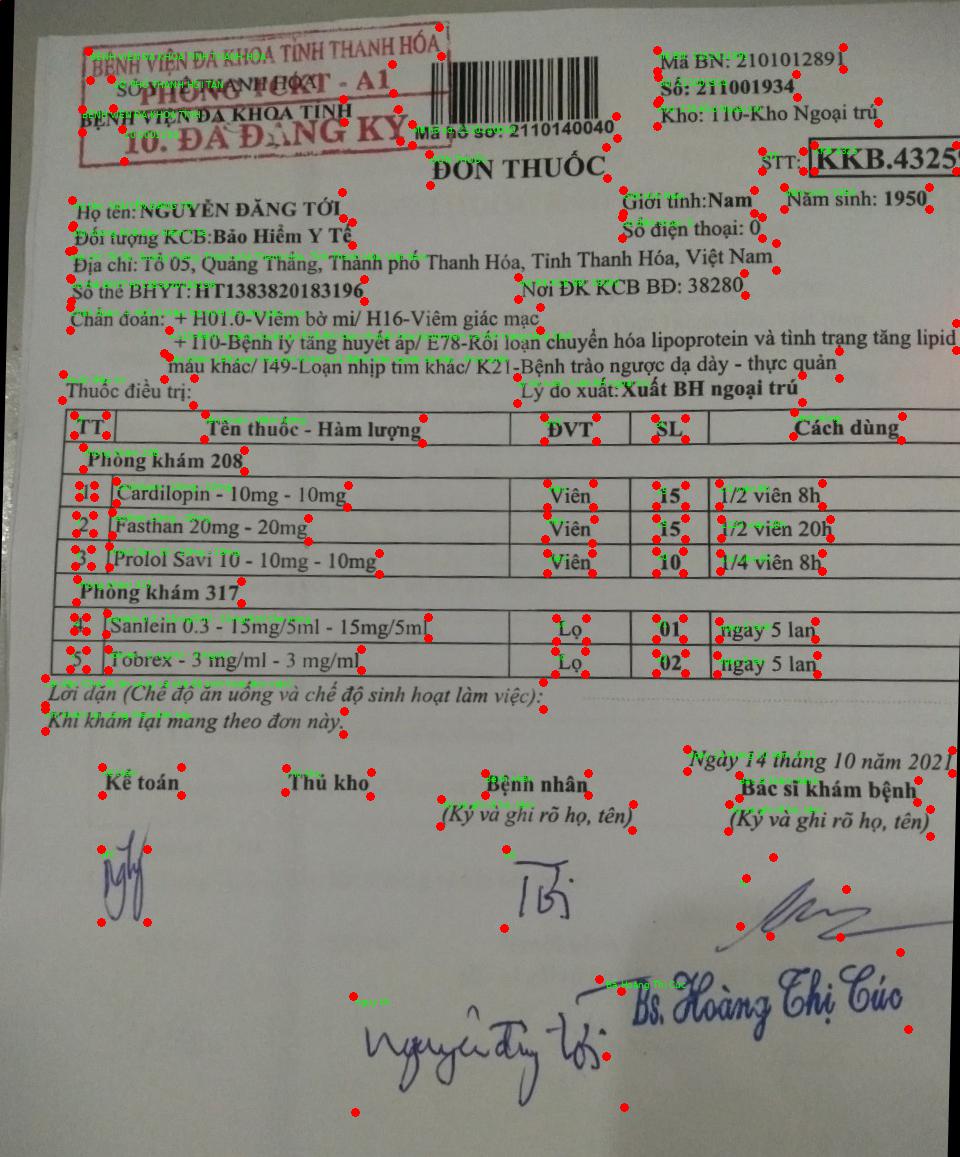 BỆNH VIỆN ĐA KHOA TỈNH THANH HÓA
SỞ Y TẾ THANH HÓA
PHÒNG T.CKT - A1
BỆNH VIỆN ĐA KHOA TỈNH
10. ĐÃ ĐĂNG KÝ
Mã hồ sơ: 2110140040
Mã BN: 2101012891
Số: 211001934
Kho: 110-Kho Ngoại trú
ĐƠN THUỐC
STT: KKB.4325
Họ tên: NGUYỄN ĐĂNG TỚI
Giới tính: Nam
Năm sinh: 1950
Đối tượng KCB: Bảo Hiểm Y Tế
Số điện thoại: 0
Địa chỉ: Tổ 05, Quảng Thắng, Thành phố Thanh Hóa, Tỉnh Thanh Hóa, Việt Nam
Số thẻ BHYT: HT1383820183196
Nơi ĐK KCB BĐ: 38280
Chẩn đoán: + H01.0-Viêm bờ mi/ H16-Viêm giác mạc
+ I10-Bệnh lý tăng huyết áp/ E78-Rối loạn chuyển hóa lipoprotein và tình trạng tăng lipid
máu khác/ I49-Loạn nhịp tim khác/ K21-Bệnh trào ngược dạ dày - thực quản
Thuốc điều trị:
Lý do xuất: Xuất BH ngoại trú
TT Tên thuốc - Hàm lượng ĐVT SL Cách dùng
Phòng khám 208
1. Cardilopin - 10mg - 10mg Viên 15 1/2 viên 8h
2. Fasthan 20mg - 20mg Viên 15 1/2 viên 20h
3. Prolol Savi 10 - 10mg - 10mg Viên 10 1/4 viên 8h
Phòng khám 317
4. Sanlein 0.3 - 15mg/5ml - 15mg/5ml Lọ 01 ngày 5 lần
5. Tobrex - 3 mg/ml - 3 mg/ml Lọ 02 ngày 5 lần
Lời dặn (Chế độ ăn uống và chế độ sinh hoạt làm việc):
Khi khám lại mang theo đơn này.
Ngày 14 tháng 10 năm 2021
Kế toán Thủ kho Bệnh nhân Bác sĩ khám bệnh
(Ký và ghi rõ họ, tên) (Ký và ghi rõ họ, tên)
Tới
Bs. Hoàng Thị Cúc
Nguyễn Đăng Tới